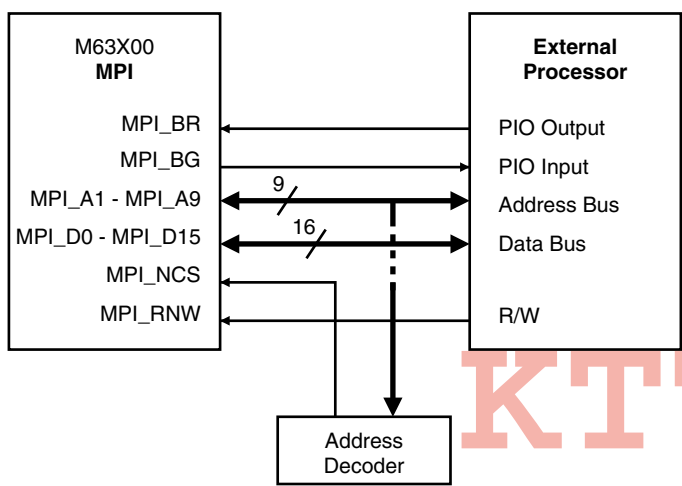 M63X00
MPI
External
Processor
MPI_BR
PIO Output
MPI_BG
PIO Input
MPI_A1 - MPI_A9
9
Address Bus
MPI_D0 - MPI_D15
16
Data Bus
MPI_NCS
MPI_RNW
R/W
Address
Decoder